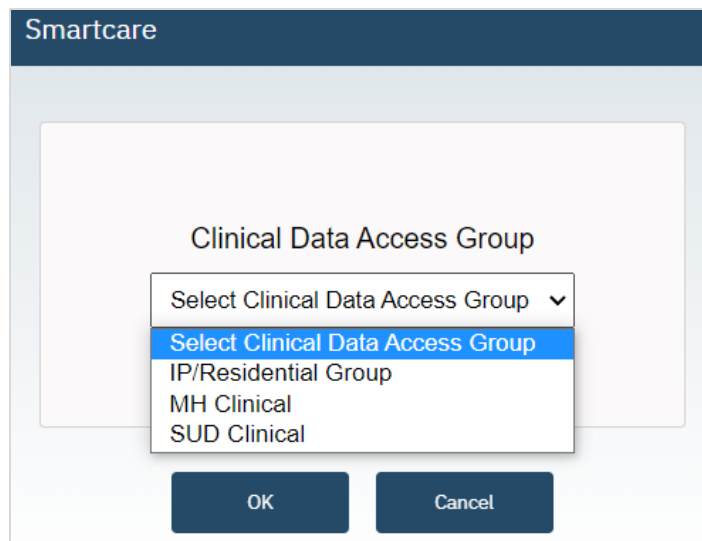 Smartcare
Clinical Data Access Group
Select Clinical Data Access Group
Select Clinical Data Access Group
IP/Residential Group
MH Clinical
SUD Clinical
OK
Cancel